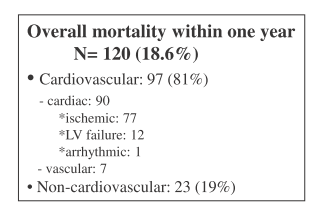 Overall mortality within one year
N= 120 (18.6%)
• Cardiovascular: 97 (81%)
- cardiac: 90
*ischemic: 77
*LV failure: 12
*arrhythmic: 1
- vascular: 7
• Non-cardiovascular: 23 (19%)